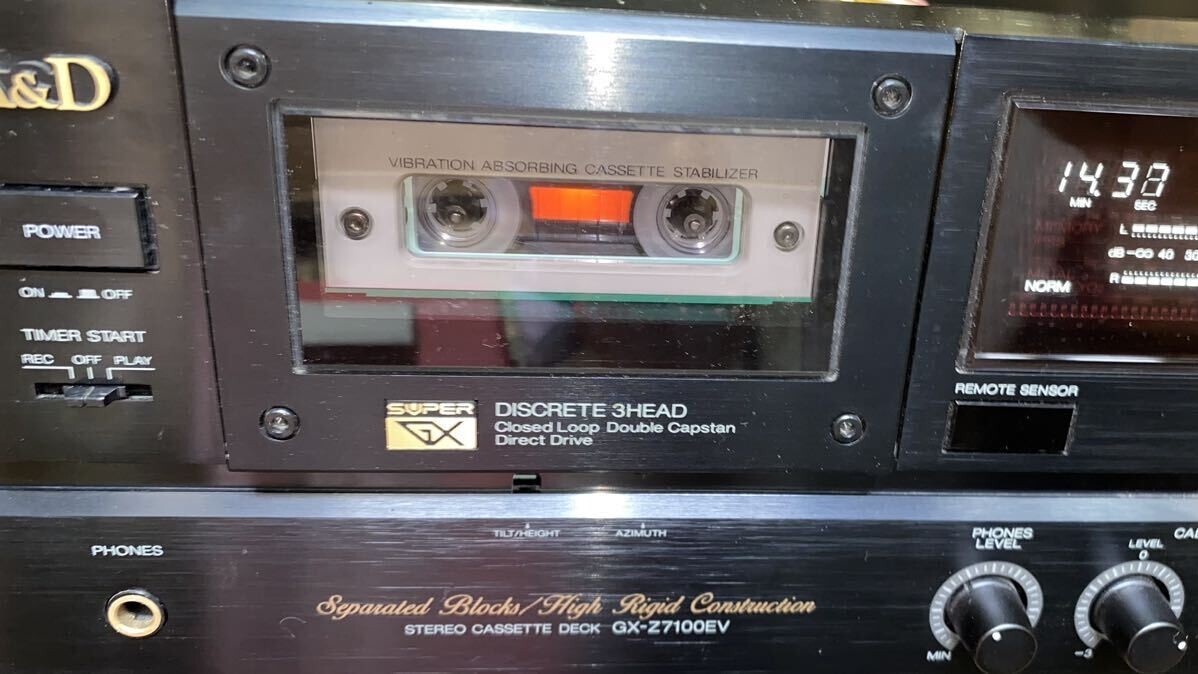 A&D
VIBRATION ABSORBING CASSETTE STABILIZER
POWER
ON OFF
TIMER START
REC OFF PLAY
SUPER
GX
DISCRETE 3HEAD
Closed Loop Double Capstan
Direct Drive
14.38
MIN SEC
MEMORY
L
dB -∞ 40 30
R
NORM
REMOTE SENSOR
TILT/HEIGHT AZIMUTH
PHONES
Separated Blocks/High Rigid Construction
STEREO CASSETTE DECK GX-Z7100EV
PHONES
LEVEL
MIN
LEVEL
0
-3